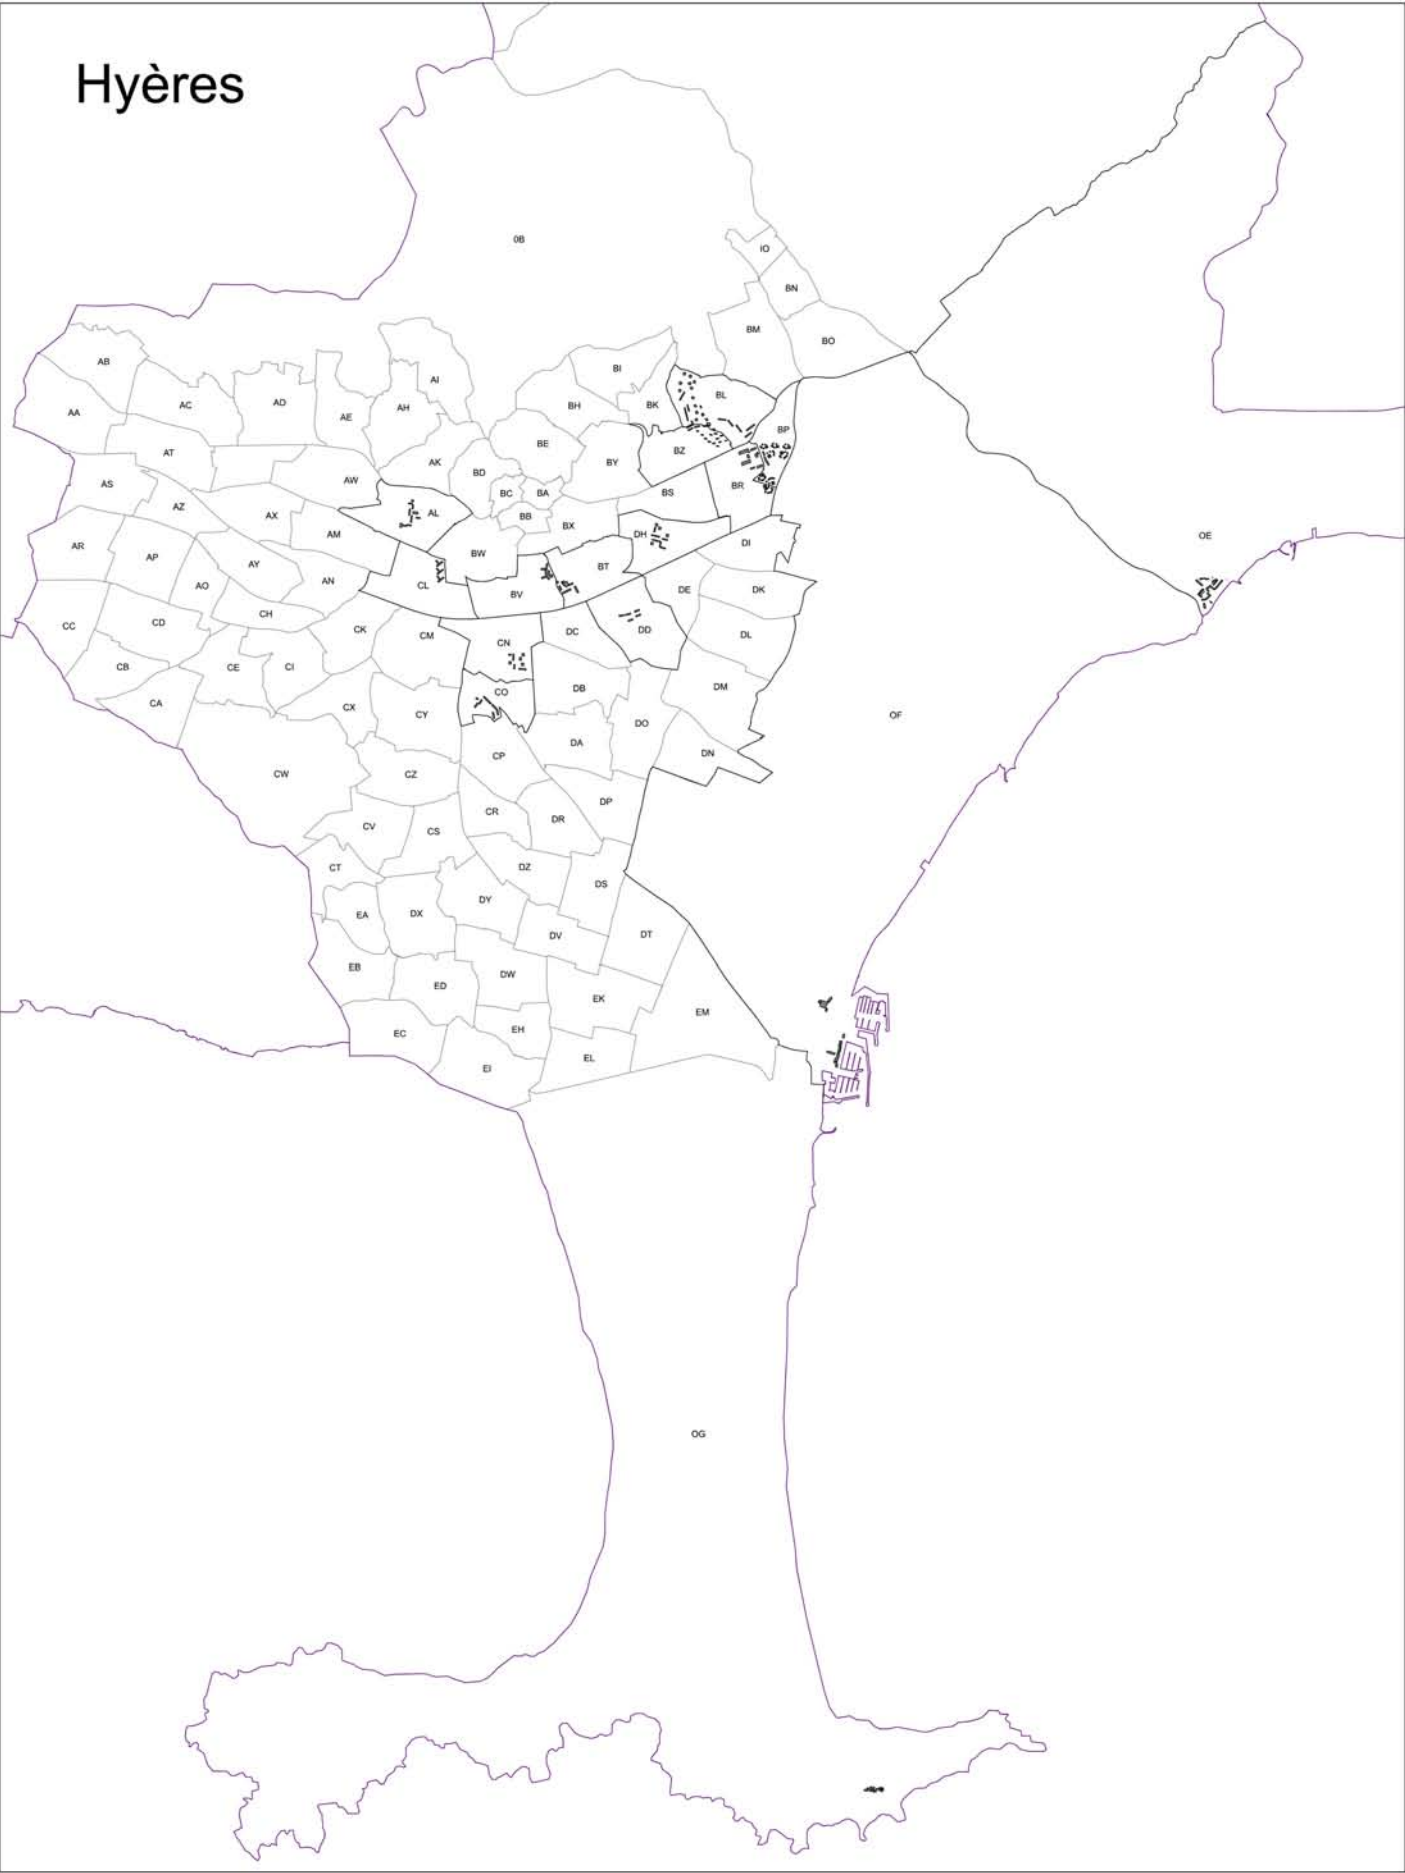 Hyères
0B
IO
BN
BM
BO
AB
BI
AI
BL
AA
AC
AD
AE
AH
BH
BK
BP
AT
BE
BZ
AK
BD
BY
AS
AW
BC
BA
BS
BR
AZ
AX
AL
BB
BX
AM
DH
DI
AR
AP
AY
BW
BT
OE
AO
AN
CL
BV
DE
DK
CH
CC
CD
CK
CM
CN
DC
DD
DL
CB
CE
CI
CA
CX
CY
CO
DB
DM
DO
OF
CW
CZ
CP
DA
DN
CV
CS
CR
DR
DP
CT
DZ
DS
EA
DX
DY
DV
DT
EB
ED
DW
EK
EM
EC
EH
EI
EL
OG